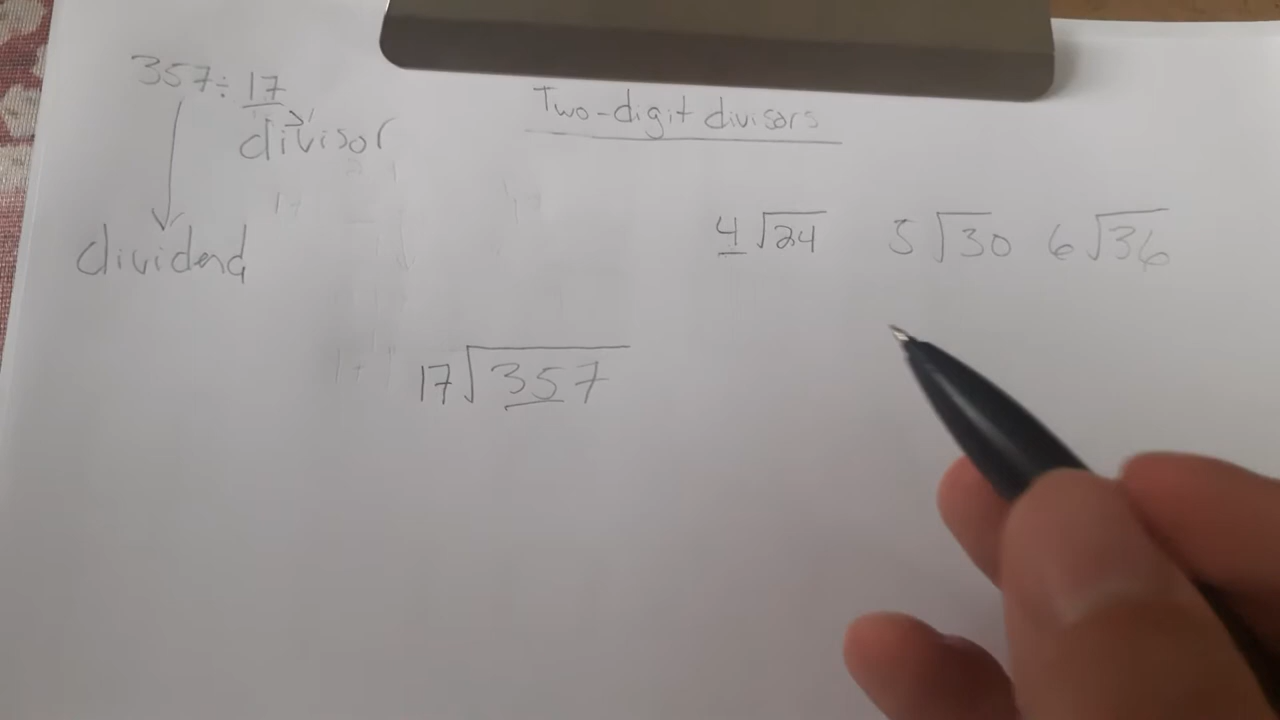 357÷17
Two-digit divisors
divisor
dividend
4√24 5√30 6√36
17√357